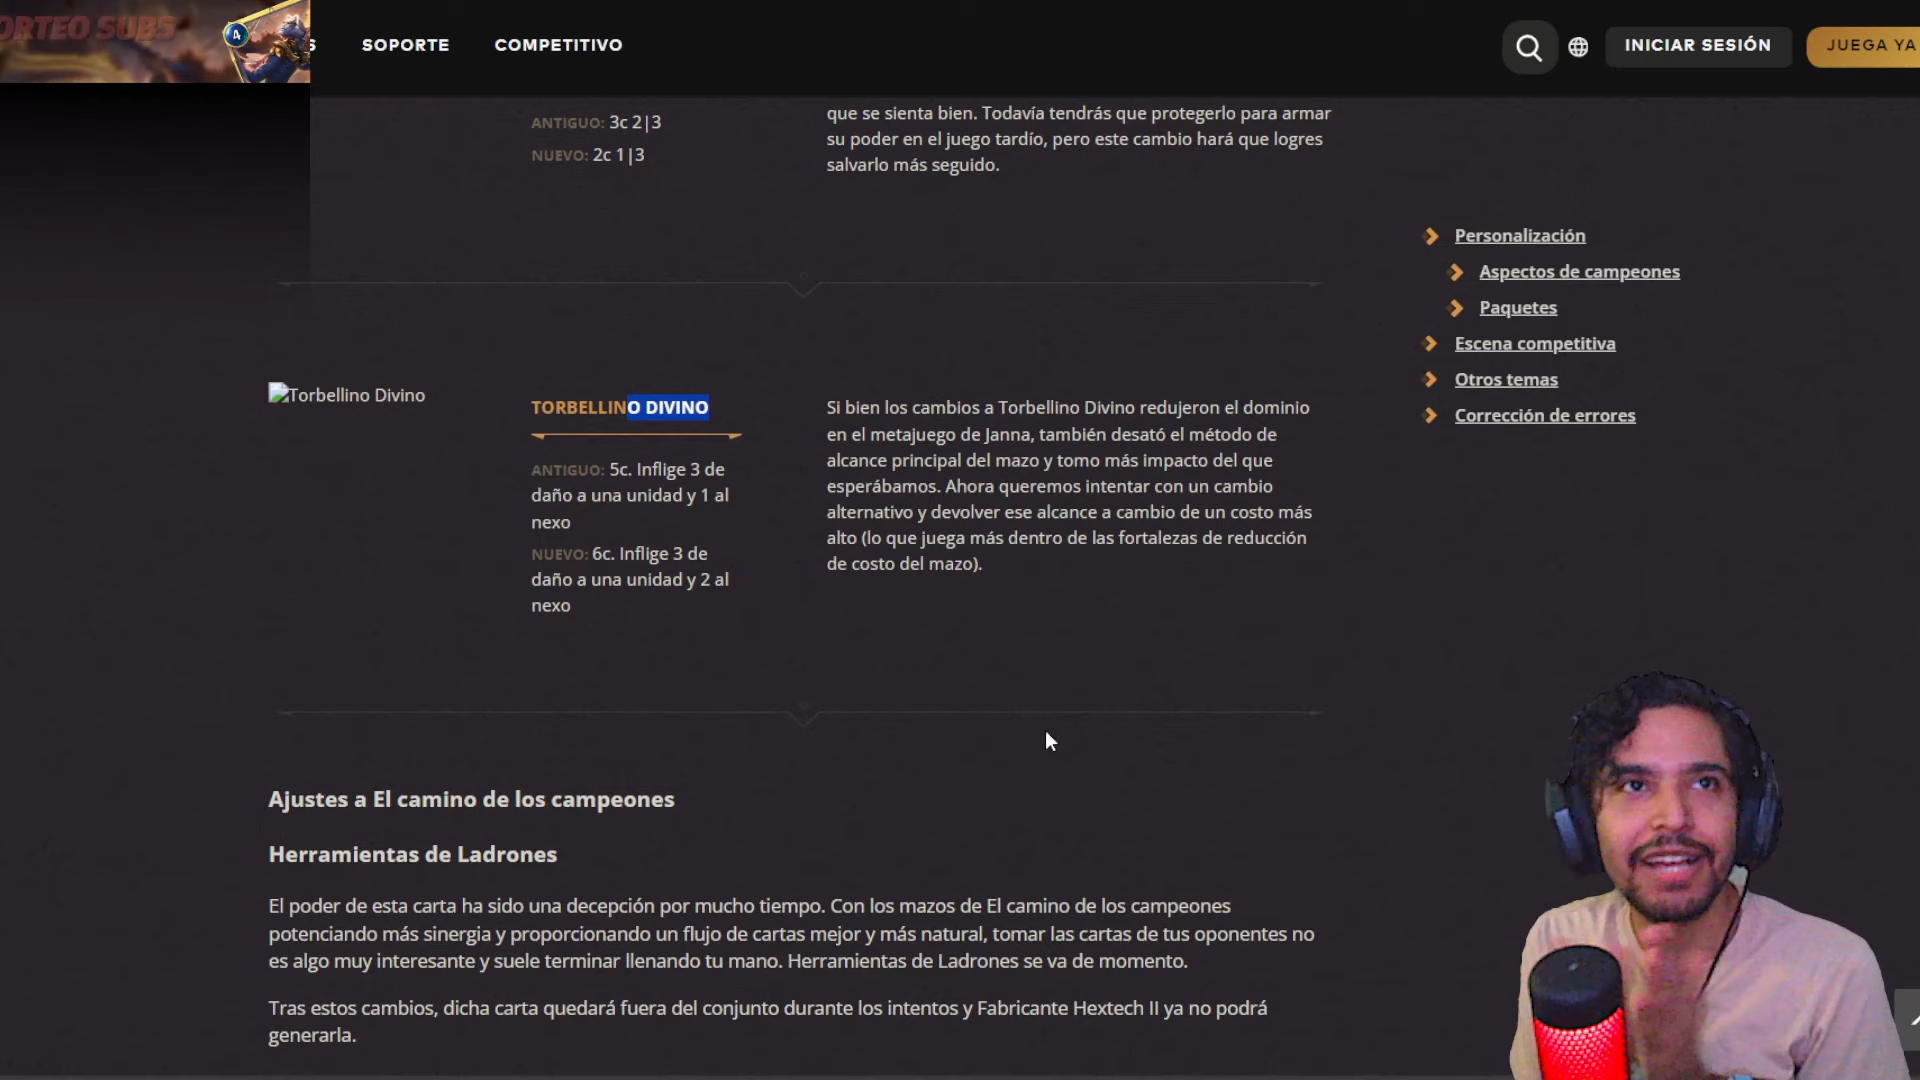 ORTEO SUBS
4
S
SOPORTE
COMPETITIVO
INICIAR SESIÓN
JUEGA YA
ANTIGUO: 3c 2|3
NUEVO: 2c 1|3
que se sienta bien. Todavía tendrás que protegerlo para armar
su poder en el juego tardío, pero este cambio hará que logres
salvarlo más seguido.
Personalización
Aspectos de campeones
Paquetes
Escena competitiva
Otros temas
Corrección de errores
Torbellino Divino
TORBELLINO DIVINO
ANTIGUO: 5c. Inflige 3 de
daño a una unidad y 1 al
nexo
NUEVO: 6c. Inflige 3 de
daño a una unidad y 2 al
nexo
Si bien los cambios a Torbellino Divino redujeron el dominio
en el metajuego de Janna, también desató el método de
alcance principal del mazo y tomo más impacto del que
esperábamos. Ahora queremos intentar con un cambio
alternativo y devolver ese alcance a cambio de un costo más
alto (lo que juega más dentro de las fortalezas de reducción
de costo del mazo).
Ajustes a El camino de los campeones
Herramientas de Ladrones
El poder de esta carta ha sido una decepción por mucho tiempo. Con los mazos de El camino de los campeones
potenciando más sinergia y proporcionando un flujo de cartas mejor y más natural, tomar las cartas de tus oponentes no
es algo muy interesante y suele terminar llenando tu mano. Herramientas de Ladrones se va de momento.
Tras estos cambios, dicha carta quedará fuera del conjunto durante los intentos y Fabricante Hextech II ya no podrá
generarla.